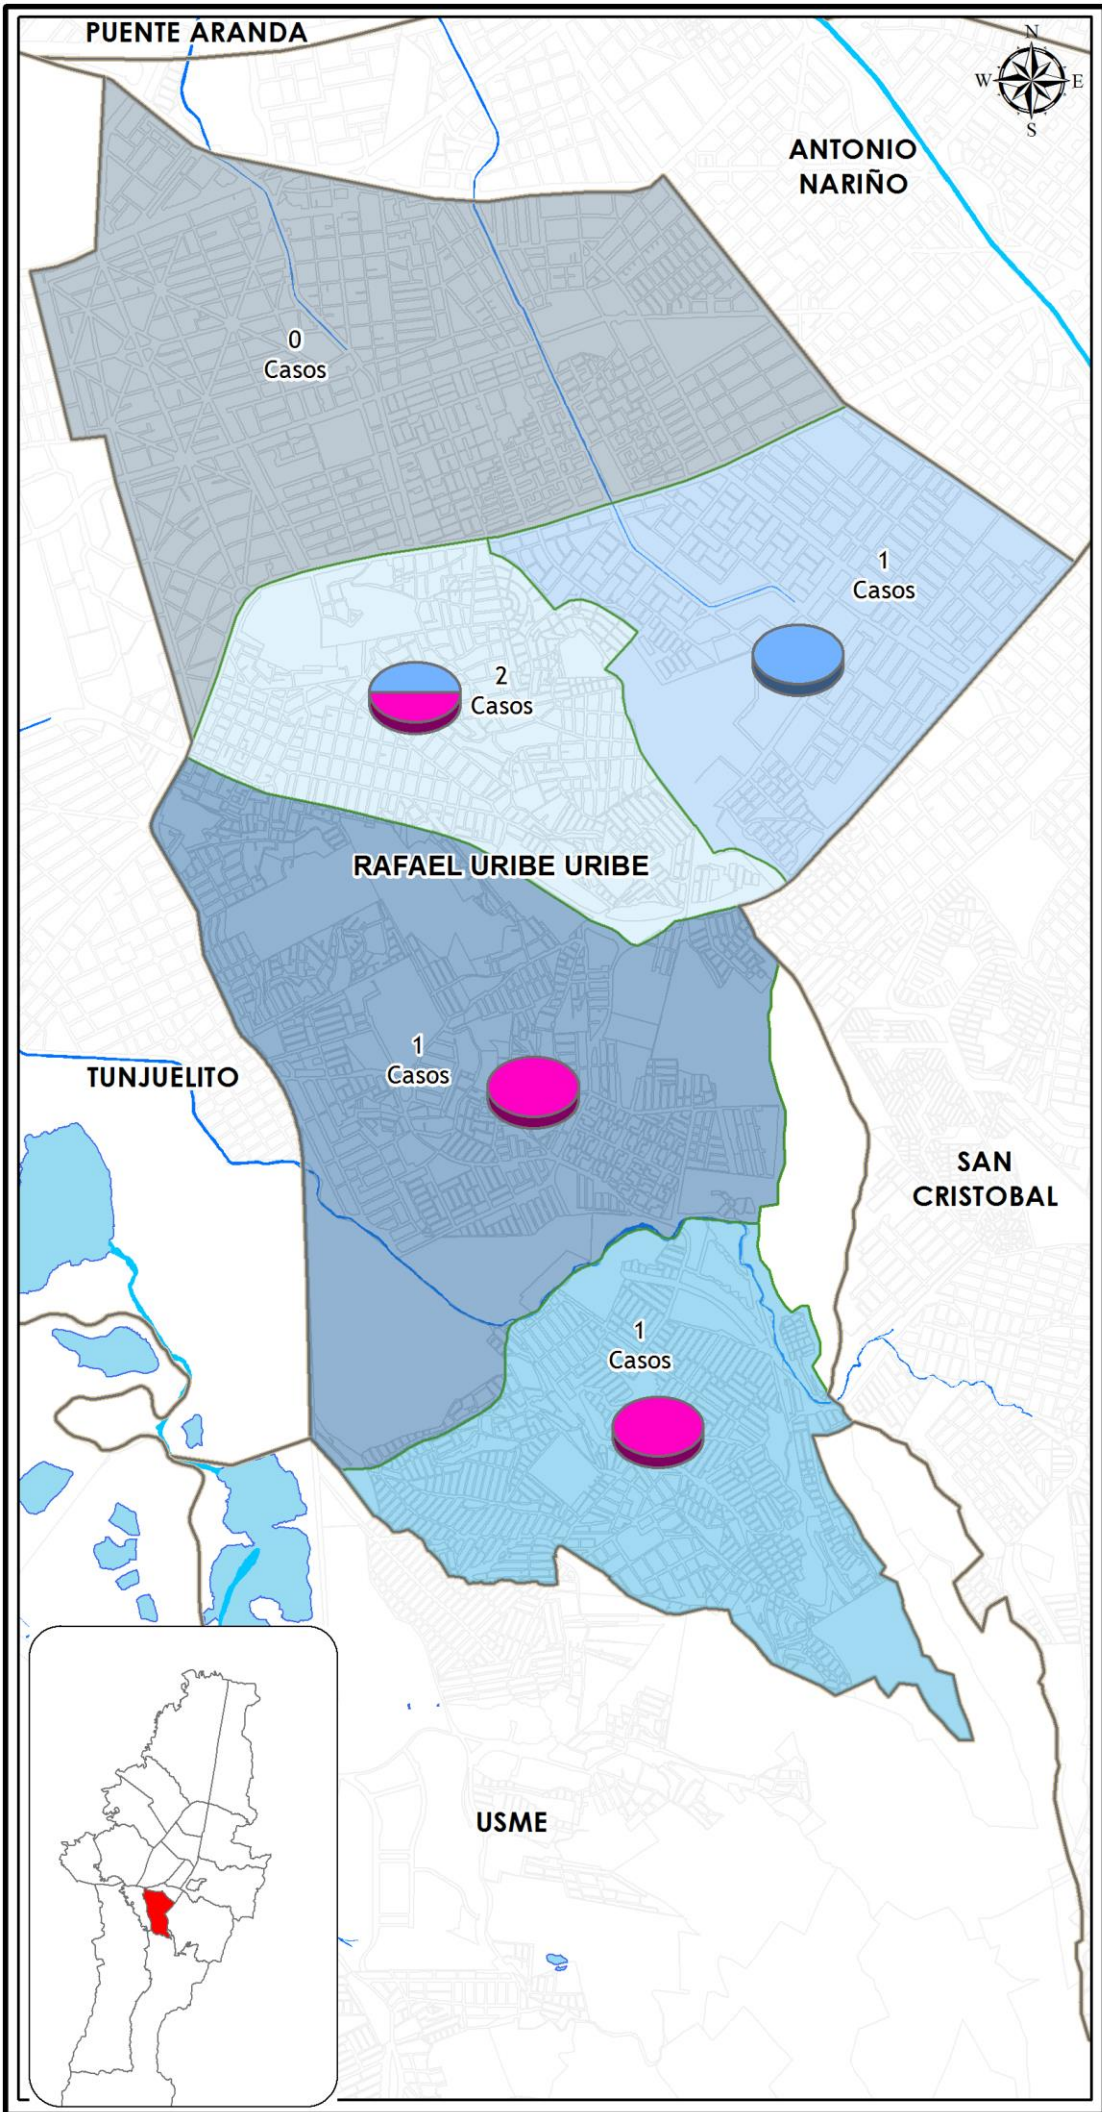 PUENTE ARANDA
N
W
E
S
ANTONIO
NARIÑO
0
Casos
1
Casos
2
Casos
RAFAEL URIBE URIBE
1
Casos
TUNJUELITO
SAN
CRISTOBAL
1
Casos
USME